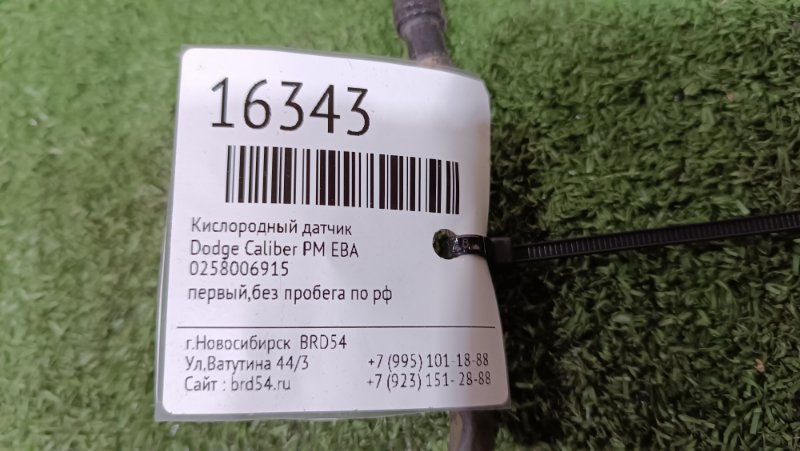 16343
Кислородный датчик
Dodge Caliber PM EBA
0258006915
первый,без пробега по рф
г.Новосибирск BRD54
Ул,Ватутина 44/3 +7 (995) 101-18-88
Сайт : brd54.ru +7 (923) 151- 28-88